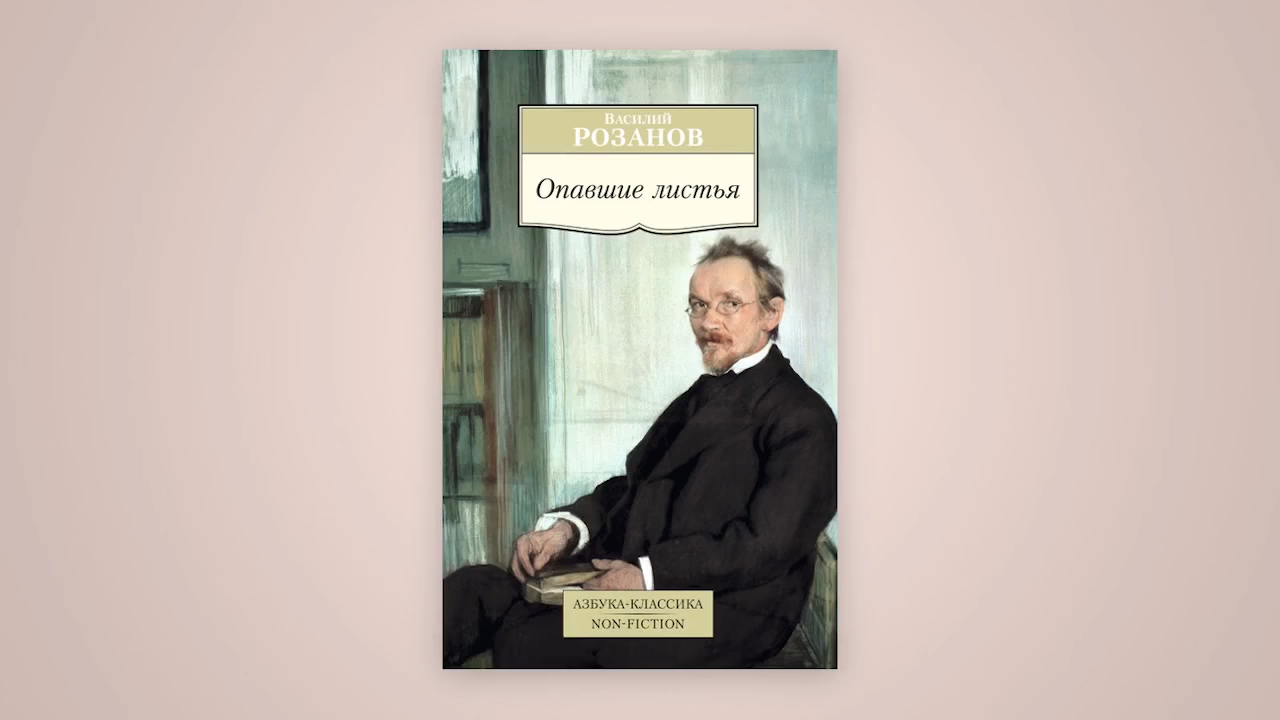 Василий
РОЗАНОВ
Опавшие листья
АЗБУКА-КЛАССИКА
NON-FICTION